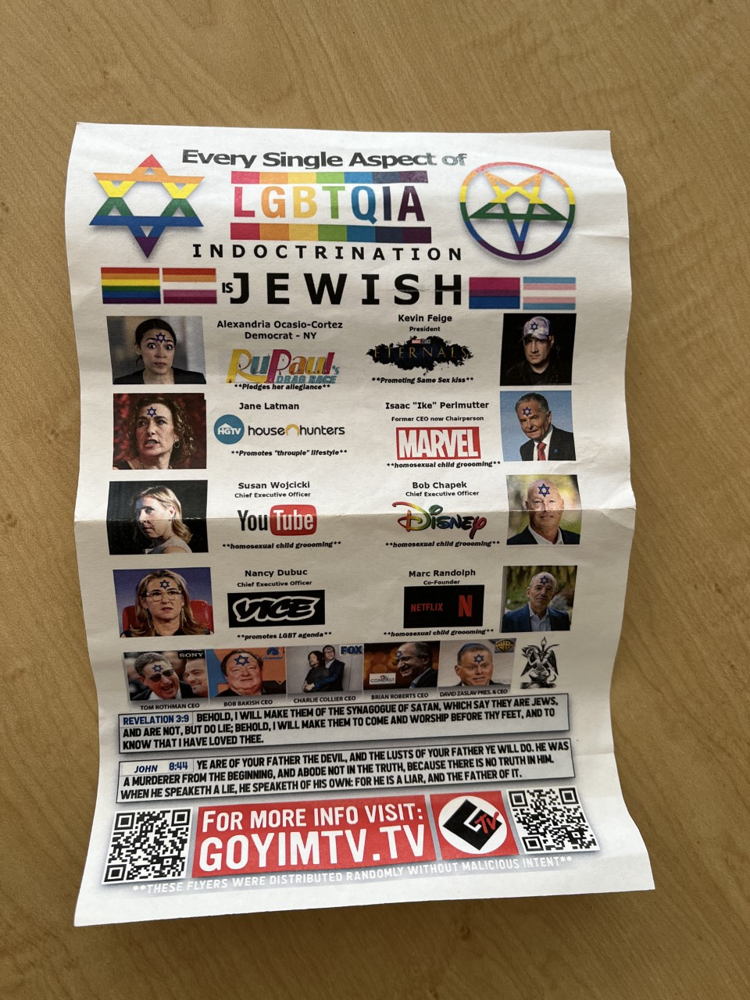 Every Single Aspect of
LGBTQIA
INDOCTRINATION
IS JEWISH
Alexandria Ocasio-Cortez
Democrat - NY
RuPaul's
DRAG RACE
**Pledges her allegiance**
Kevin Feige
President
ETERNALS
**Promoting Same Sex kiss**
Jane Latman
HGTV house hunters
**Promotes "throuple" lifestyle**
Isaac "Ike" Perlmutter
Former CEO now Chairperson
MARVEL
**homosexual child groooming**
Susan Wojcicki
Chief Executive Officer
YouTube
**homosexual child groooming**
Bob Chapek
Chief Executive Officer
Disney
**homosexual child groooming**
Nancy Dubuc
Chief Executive Officer
VICE
**promotes LGBT agenda**
Marc Randolph
Co-Founder
NETFLIX N
**homosexual child groooming**
SONY
FOX
COMCAST
TOM ROTHMAN CEO
BOB BAKISH CEO
CHARLIE COLLIER CEO
BRIAN ROBERTS CEO
DAVID ZASLAV PRES. & CEO
REVELATION 3:9 BEHOLD, I WILL MAKE THEM OF THE SYNAGOGUE OF SATAN, WHICH SAY THEY ARE JEWS,
AND ARE NOT, BUT DO LIE; BEHOLD, I WILL MAKE THEM TO COME AND WORSHIP BEFORE THY FEET, AND TO
KNOW THAT I HAVE LOVED THEE.
JOHN 8:44 YE ARE OF YOUR FATHER THE DEVIL, AND THE LUSTS OF YOUR FATHER YE WILL DO. HE WAS
A MURDERER FROM THE BEGINNING, AND ABODE NOT IN THE TRUTH, BECAUSE THERE IS NO TRUTH IN HIM.
WHEN HE SPEAKETH A LIE, HE SPEAKETH OF HIS OWN: FOR HE IS A LIAR, AND THE FATHER OF IT.
FOR MORE INFO VISIT:
GOYIMTV.TV
TV
**THESE FLYERS WERE DISTRIBUTED RANDOMLY WITHOUT MALICIOUS INTENT**